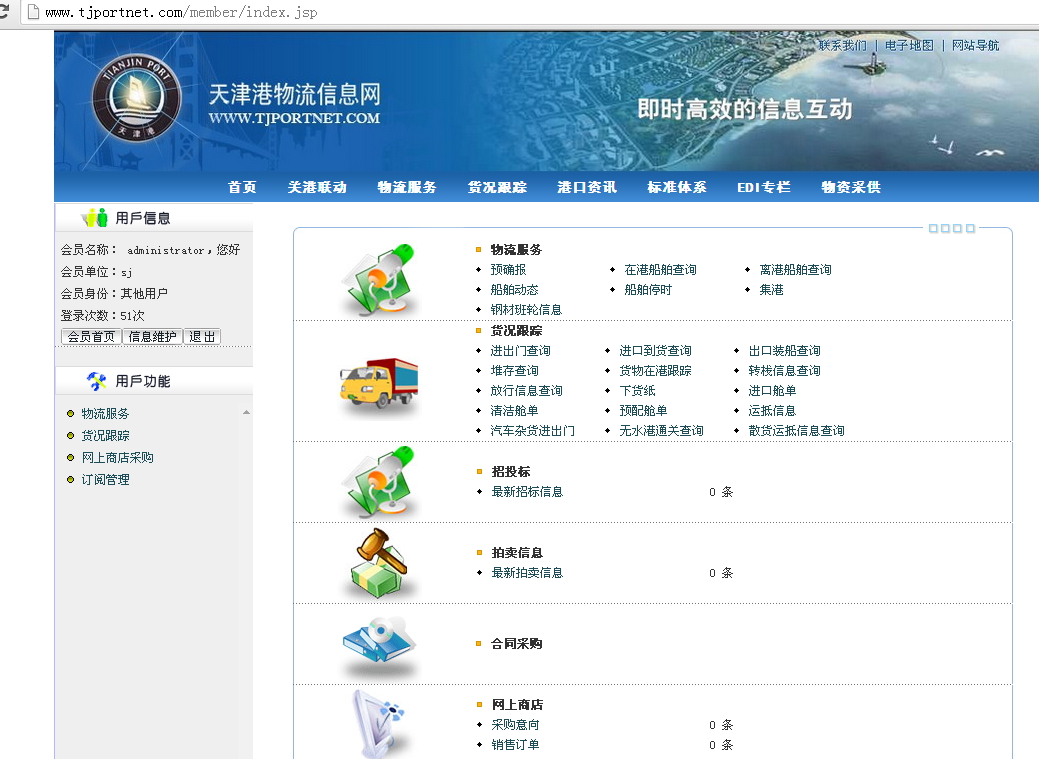 www.tjportnet.com/member/index.jsp
联系我们 | 电子地图 | 网站导航
TIANJIN PORT
天津港
天津港物流信息网
WWW.TJPORTNET.COM
即时高效的信息互动
首页 关港联动 物流服务 货况跟踪 港口资讯 标准体系 EDI专栏 物资采供
用戶信息
会员名称： administrator，您好
会员单位：sj
会员身份：其他用户
登录次数：51次
会员首页 信息维护 退出
用戶功能
物流服务
货况跟踪
网上商店采购
订阅管理
物流服务
预确报 在港船舶查询 离港船舶查询
船舶动态 船舶停时 集港
钢材班轮信息
货况跟踪
进出门查询 进口到货查询 出口装船查询
堆存查询 货物在港跟踪 转栈信息查询
放行信息查询 下货纸 进口舱单
清洁舱单 预配舱单 运抵信息
汽车杂货进出门 无水港通关查询 散货运抵信息查询
招投标
最新招标信息 0 条
拍卖信息
最新拍卖信息 0 条
合同采购
网上商店
采购意向 0 条
销售订单 0 条